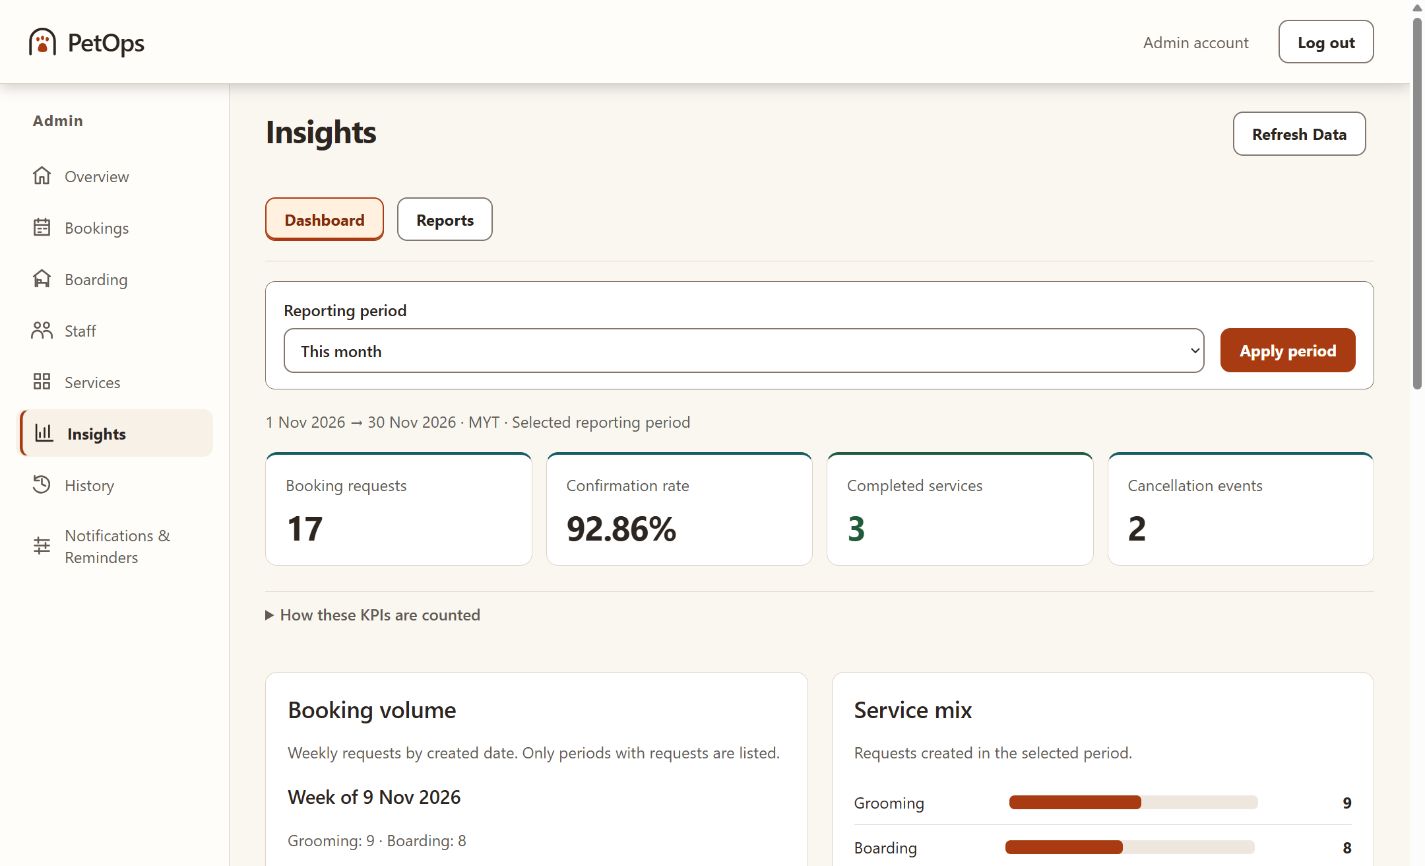 PetOps
Admin account
Log out
Admin
Overview
Bookings
Boarding
Staff
Services
Insights
History
Notifications &
Reminders
Insights
Refresh Data
Dashboard
Reports
Reporting period
This month
Apply period
1 Nov 2026 → 30 Nov 2026 · MYT · Selected reporting period
Booking requests
17
Confirmation rate
92.86%
Completed services
3
Cancellation events
2
How these KPIs are counted
Booking volume
Weekly requests by created date. Only periods with requests are listed.
Week of 9 Nov 2026
Grooming: 9 · Boarding: 8
Service mix
Requests created in the selected period.
Grooming 9
Boarding 8